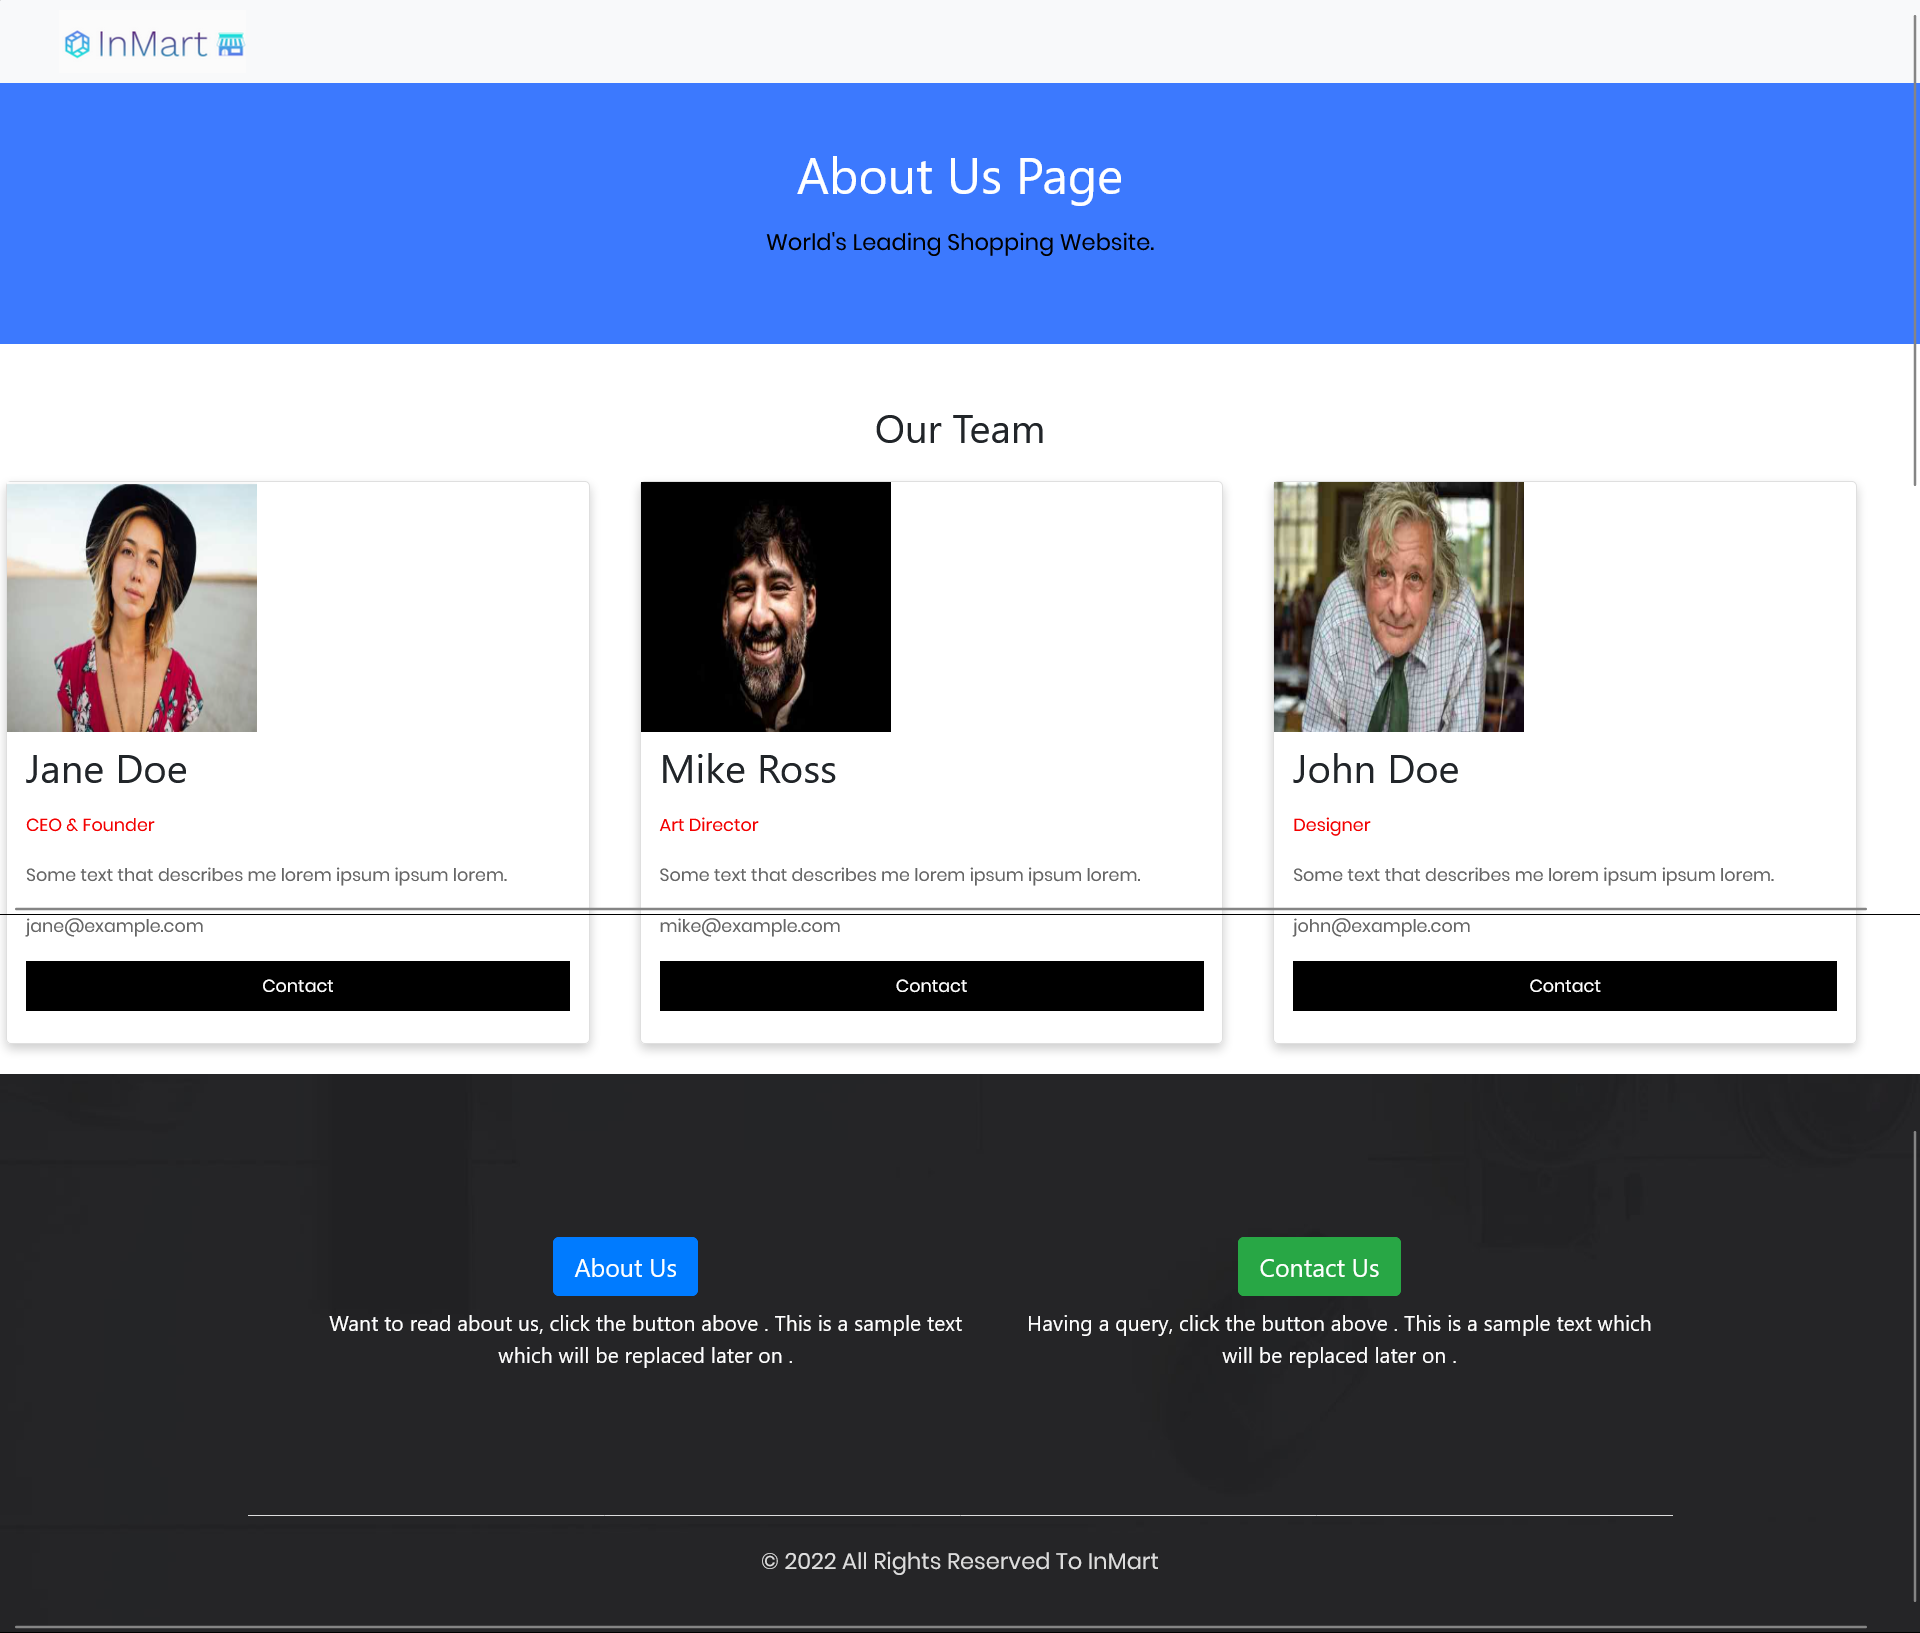 InMart
About Us Page
World's Leading Shopping Website.
Our Team
Jane Doe
CEO & Founder
Some text that describes me lorem ipsum ipsum lorem.
jane@example.com
Contact
Mike Ross
Art Director
Some text that describes me lorem ipsum ipsum lorem.
mike@example.com
Contact
John Doe
Designer
Some text that describes me lorem ipsum ipsum lorem.
john@example.com
Contact
About Us
Want to read about us, click the button above . This is a sample text
which will be replaced later on .
Contact Us
Having a query, click the button above . This is a sample text which
will be replaced later on .
© 2022 All Rights Reserved To InMart